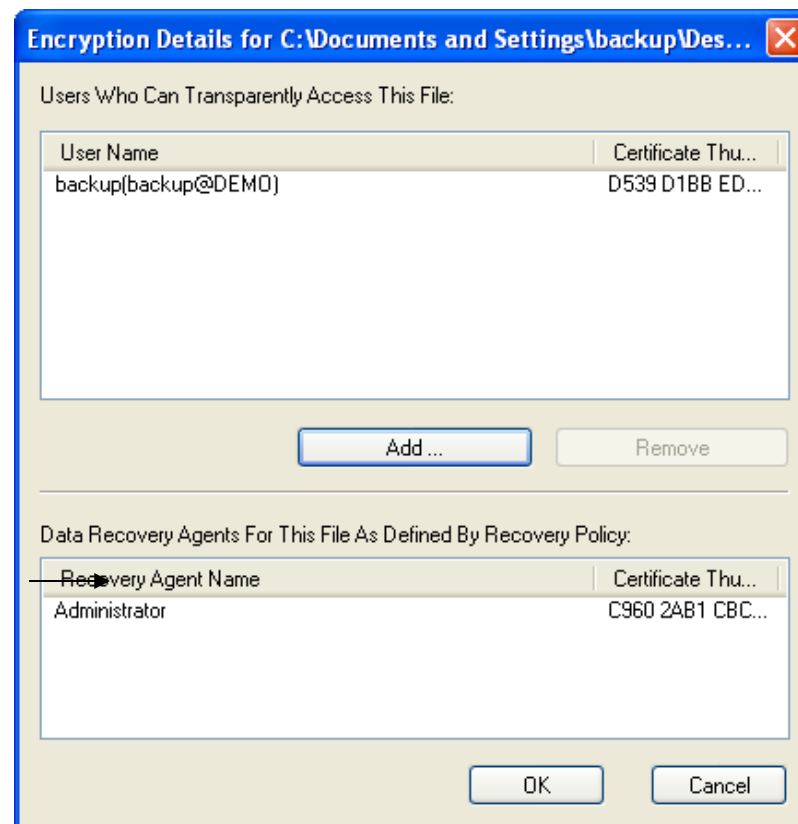 Encryption Details for C:\Documents and Settings\backup\Des...
Users Who Can Transparently Access This File:
User Name Certificate Thu...
backup(backup@DEMO) D539 D1BB ED...
Add ... Remove
Data Recovery Agents For This File As Defined By Recovery Policy:
Recovery Agent Name Certificate Thu...
Administrator C960 2AB1 CBC...
OK Cancel